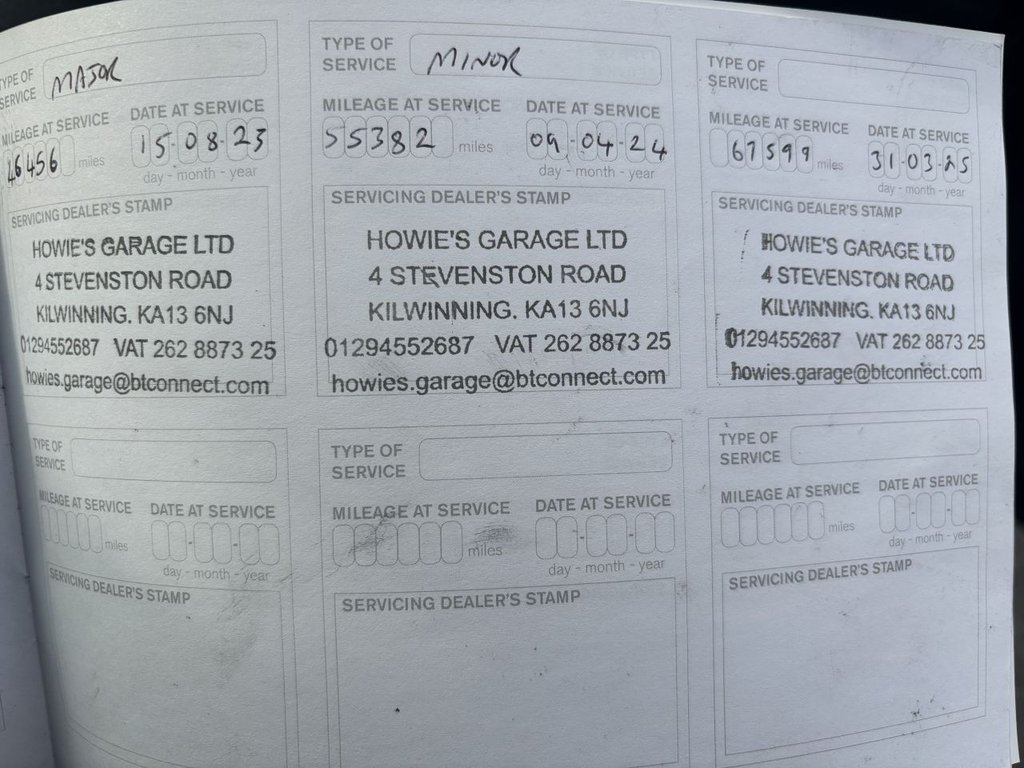 TYPE OF SERVICE MAJOR
MILEAGE AT SERVICE DATE AT SERVICE
46456 miles 15-08-23
day - month - year
SERVICING DEALER'S STAMP
HOWIE'S GARAGE LTD
4 STEVENSTON ROAD
KILWINNING. KA13 6NJ
01294552687 VAT 262 8873 25
howies.garage@btconnect.com
TYPE OF SERVICE MINOR
MILEAGE AT SERVICE DATE AT SERVICE
55382 miles 09-04-24
day - month - year
SERVICING DEALER'S STAMP
HOWIE'S GARAGE LTD
4 STEVENSTON ROAD
KILWINNING. KA13 6NJ
01294552687 VAT 262 8873 25
howies.garage@btconnect.com
TYPE OF SERVICE
MILEAGE AT SERVICE DATE AT SERVICE
67599 miles 31-03-25
day - month - year
SERVICING DEALER'S STAMP
HOWIE'S GARAGE LTD
4 STEVENSTON ROAD
KILWINNING. KA13 6NJ
01294552687 VAT 262 8873 25
howies.garage@btconnect.com
TYPE OF SERVICE
MILEAGE AT SERVICE DATE AT SERVICE
miles - -
day - month - year
SERVICING DEALER'S STAMP
TYPE OF SERVICE
MILEAGE AT SERVICE DATE AT SERVICE
miles - -
day - month - year
SERVICING DEALER'S STAMP
TYPE OF SERVICE
MILEAGE AT SERVICE DATE AT SERVICE
miles - -
day - month - year
SERVICING DEALER'S STAMP